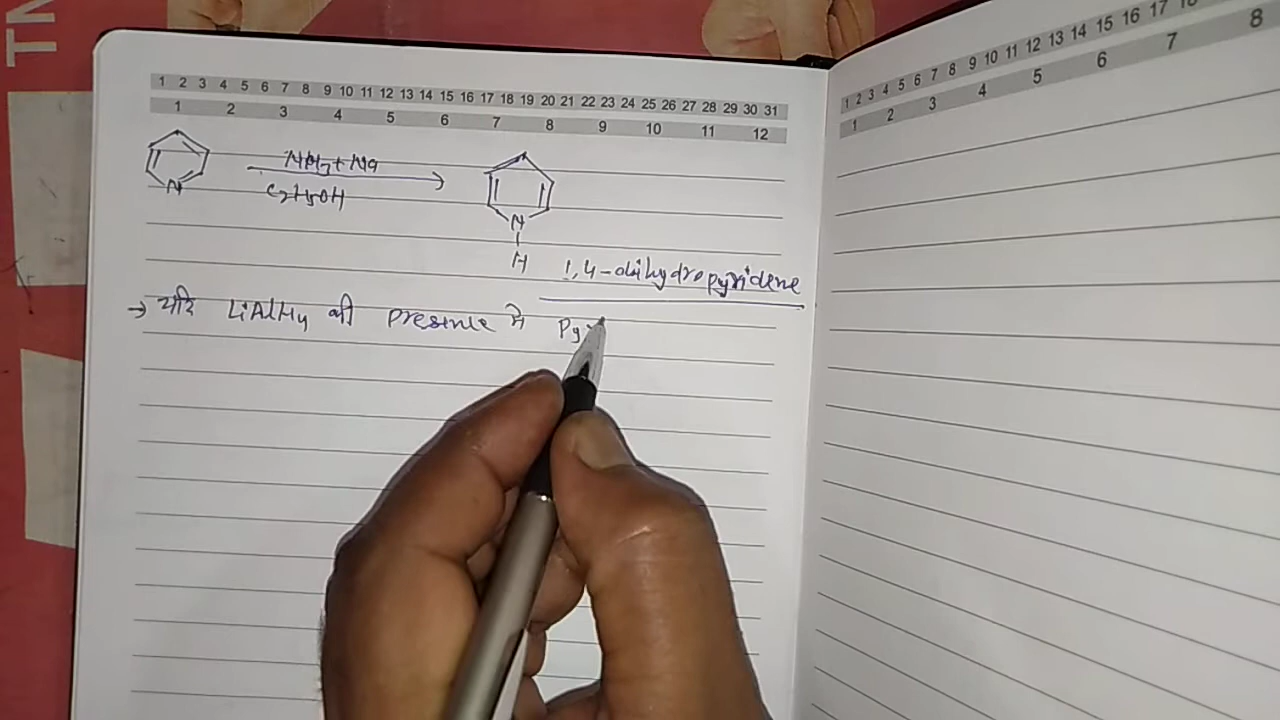 TM
1 2 3 4 5 6 7 8 9 10 11 12 13 14 15 16 17 18 19 20 21 22 23 24 25 26 27 28 29 30 31
1 2 3 4 5 6 7 8 9 10 11 12
NH3 + Na
C2H5OH
N
N
H
1,4-dihydropyridene
→ यदि LiAlH4 की presence में Py
1 2 3 4 5 6 7 8 9 10 11 12 13 14 15 16 17 18
1 2 3 4 5 6 7 8